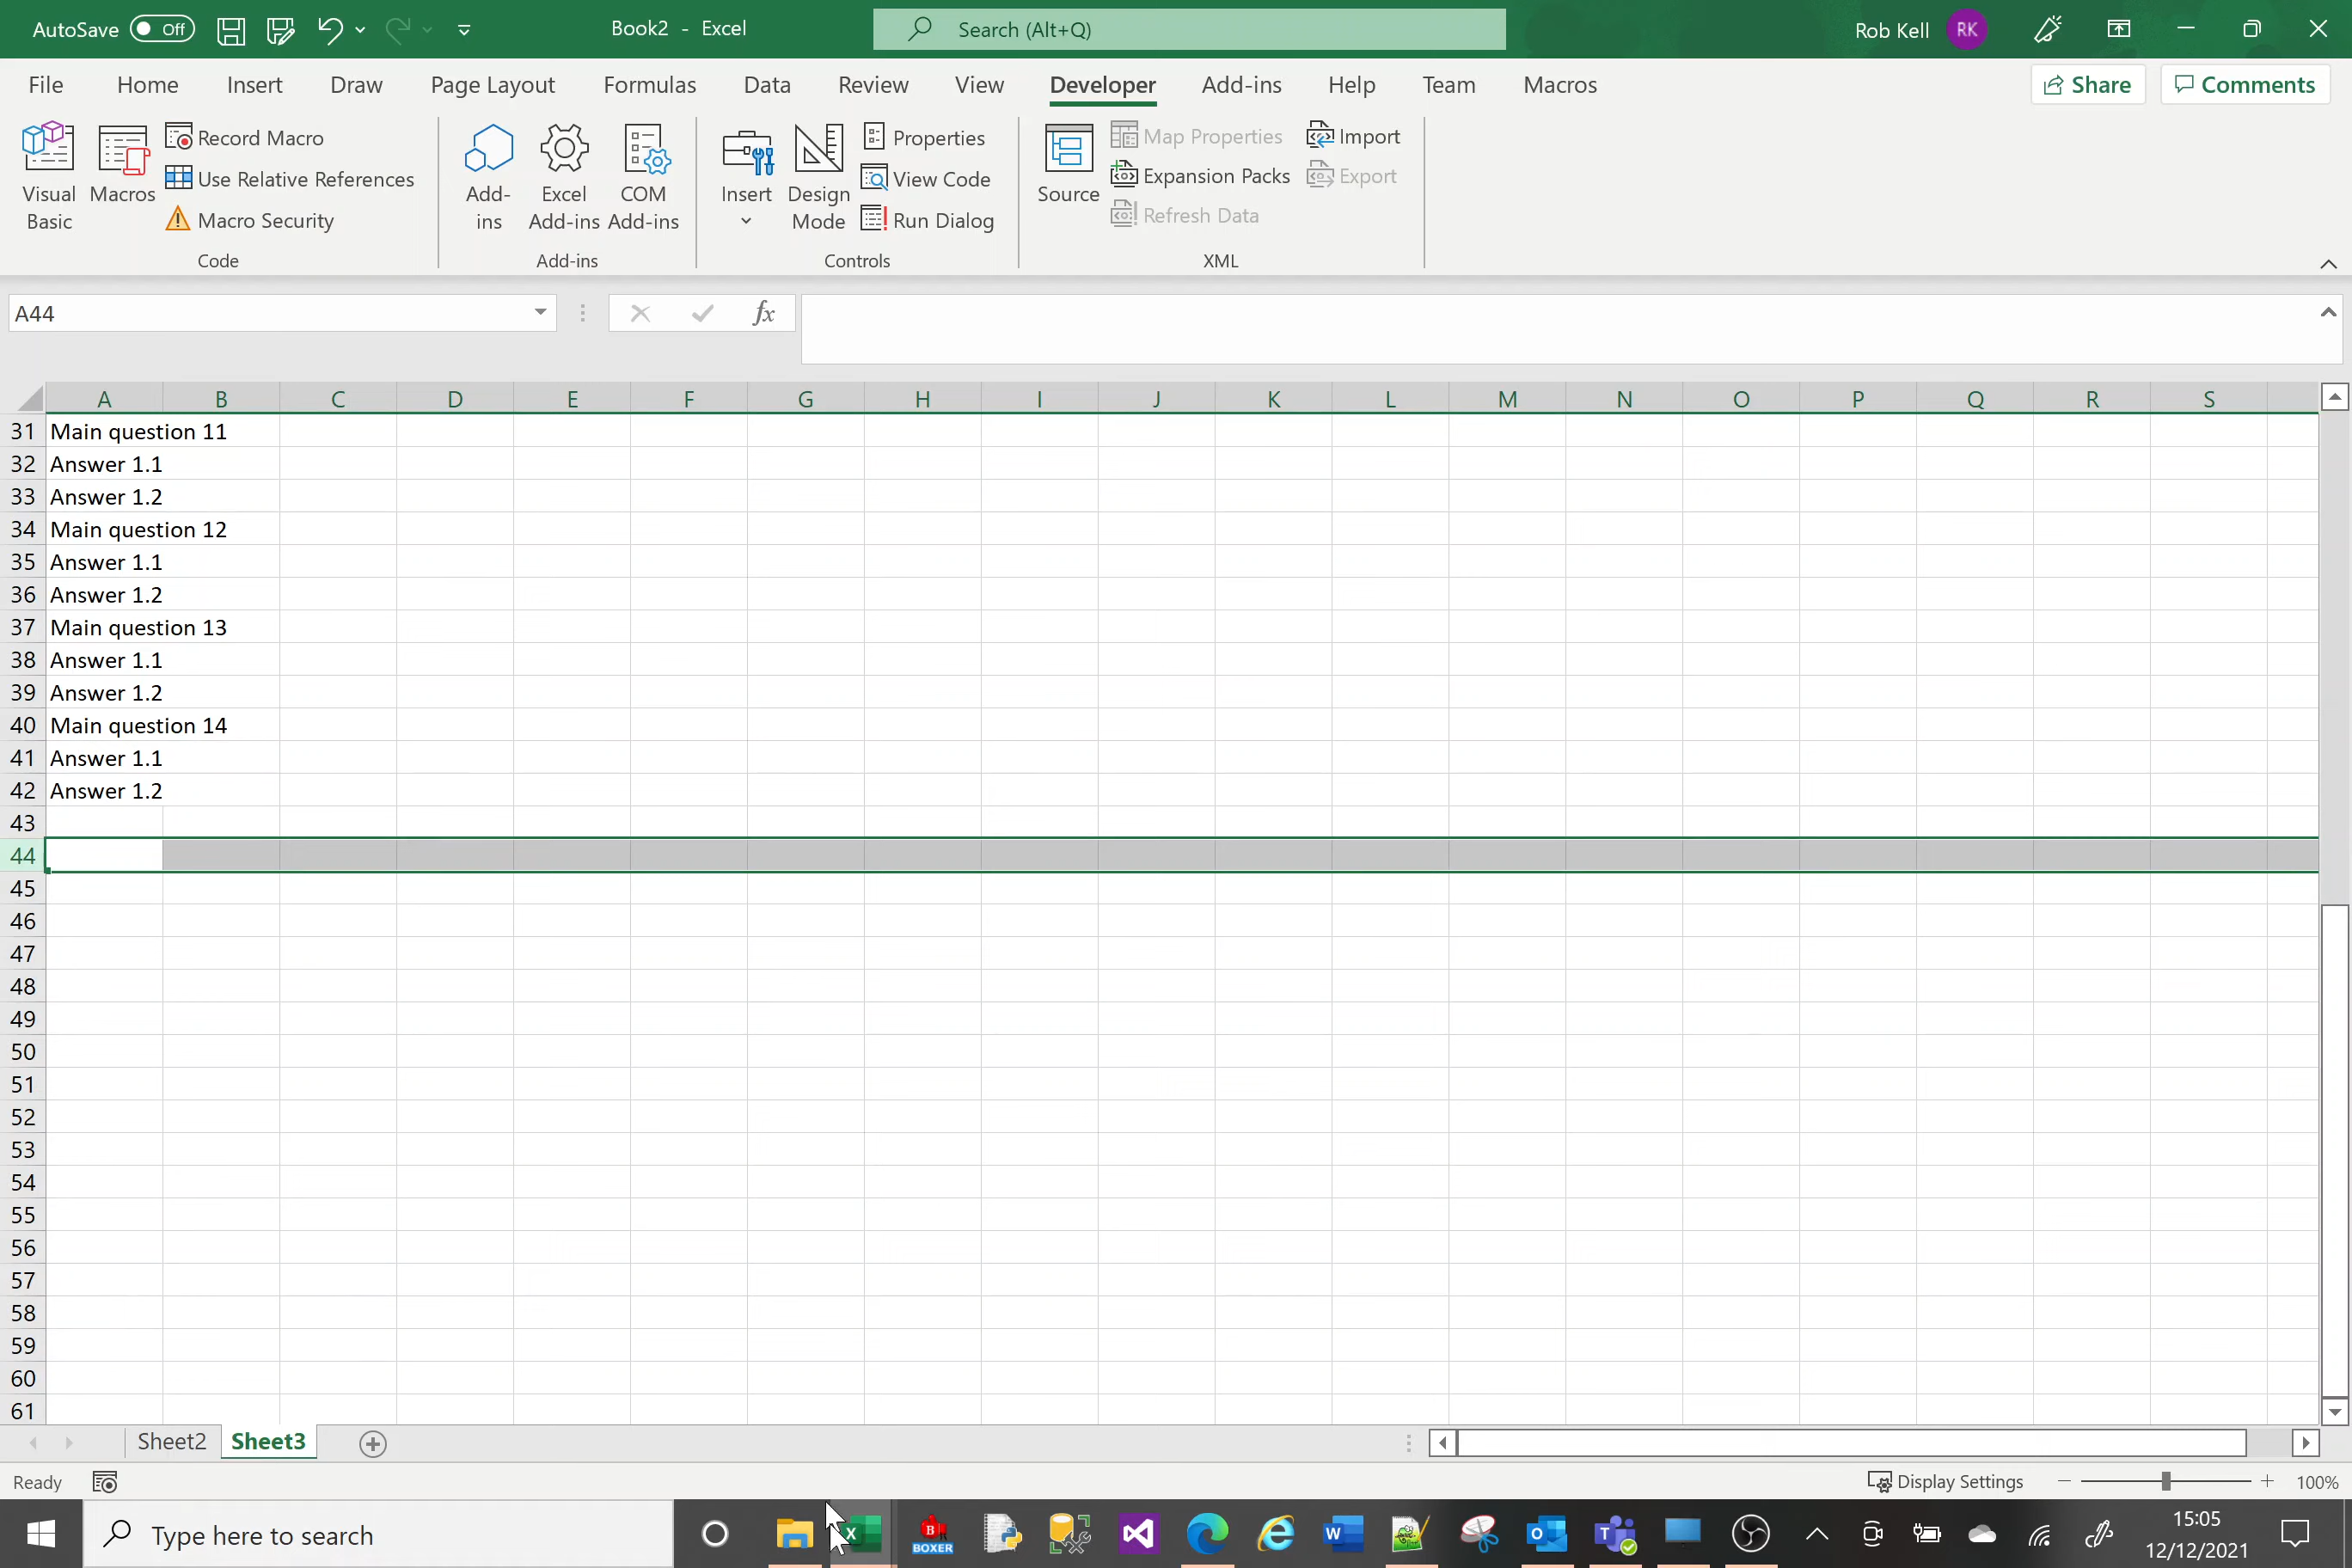 AutoSave Off Book2 - Excel Search (Alt+Q) Rob Kell RK
File Home Insert Draw Page Layout Formulas Data Review View Developer Add-ins Help Team Macros Share Comments
Visual Basic
Macros
Record Macro
Use Relative References
Macro Security
Code
Add-ins
Excel Add-ins
COM Add-ins
Add-ins
Insert
Design Mode
Properties
View Code
Run Dialog
Controls
Source
Map Properties
Expansion Packs
Refresh Data
Import
Export
XML
A44 fx
A B C D E F G H I J K L M N O P Q R S
31 Main question 11
32 Answer 1.1
33 Answer 1.2
34 Main question 12
35 Answer 1.1
36 Answer 1.2
37 Main question 13
38 Answer 1.1
39 Answer 1.2
40 Main question 14
41 Answer 1.1
42 Answer 1.2
43
44
45
46
47
48
49
50
51
52
53
54
55
56
57
58
59
60
61
Sheet2 Sheet3
Ready Display Settings 100%
Type here to search
BOXER
15:05
12/12/2021